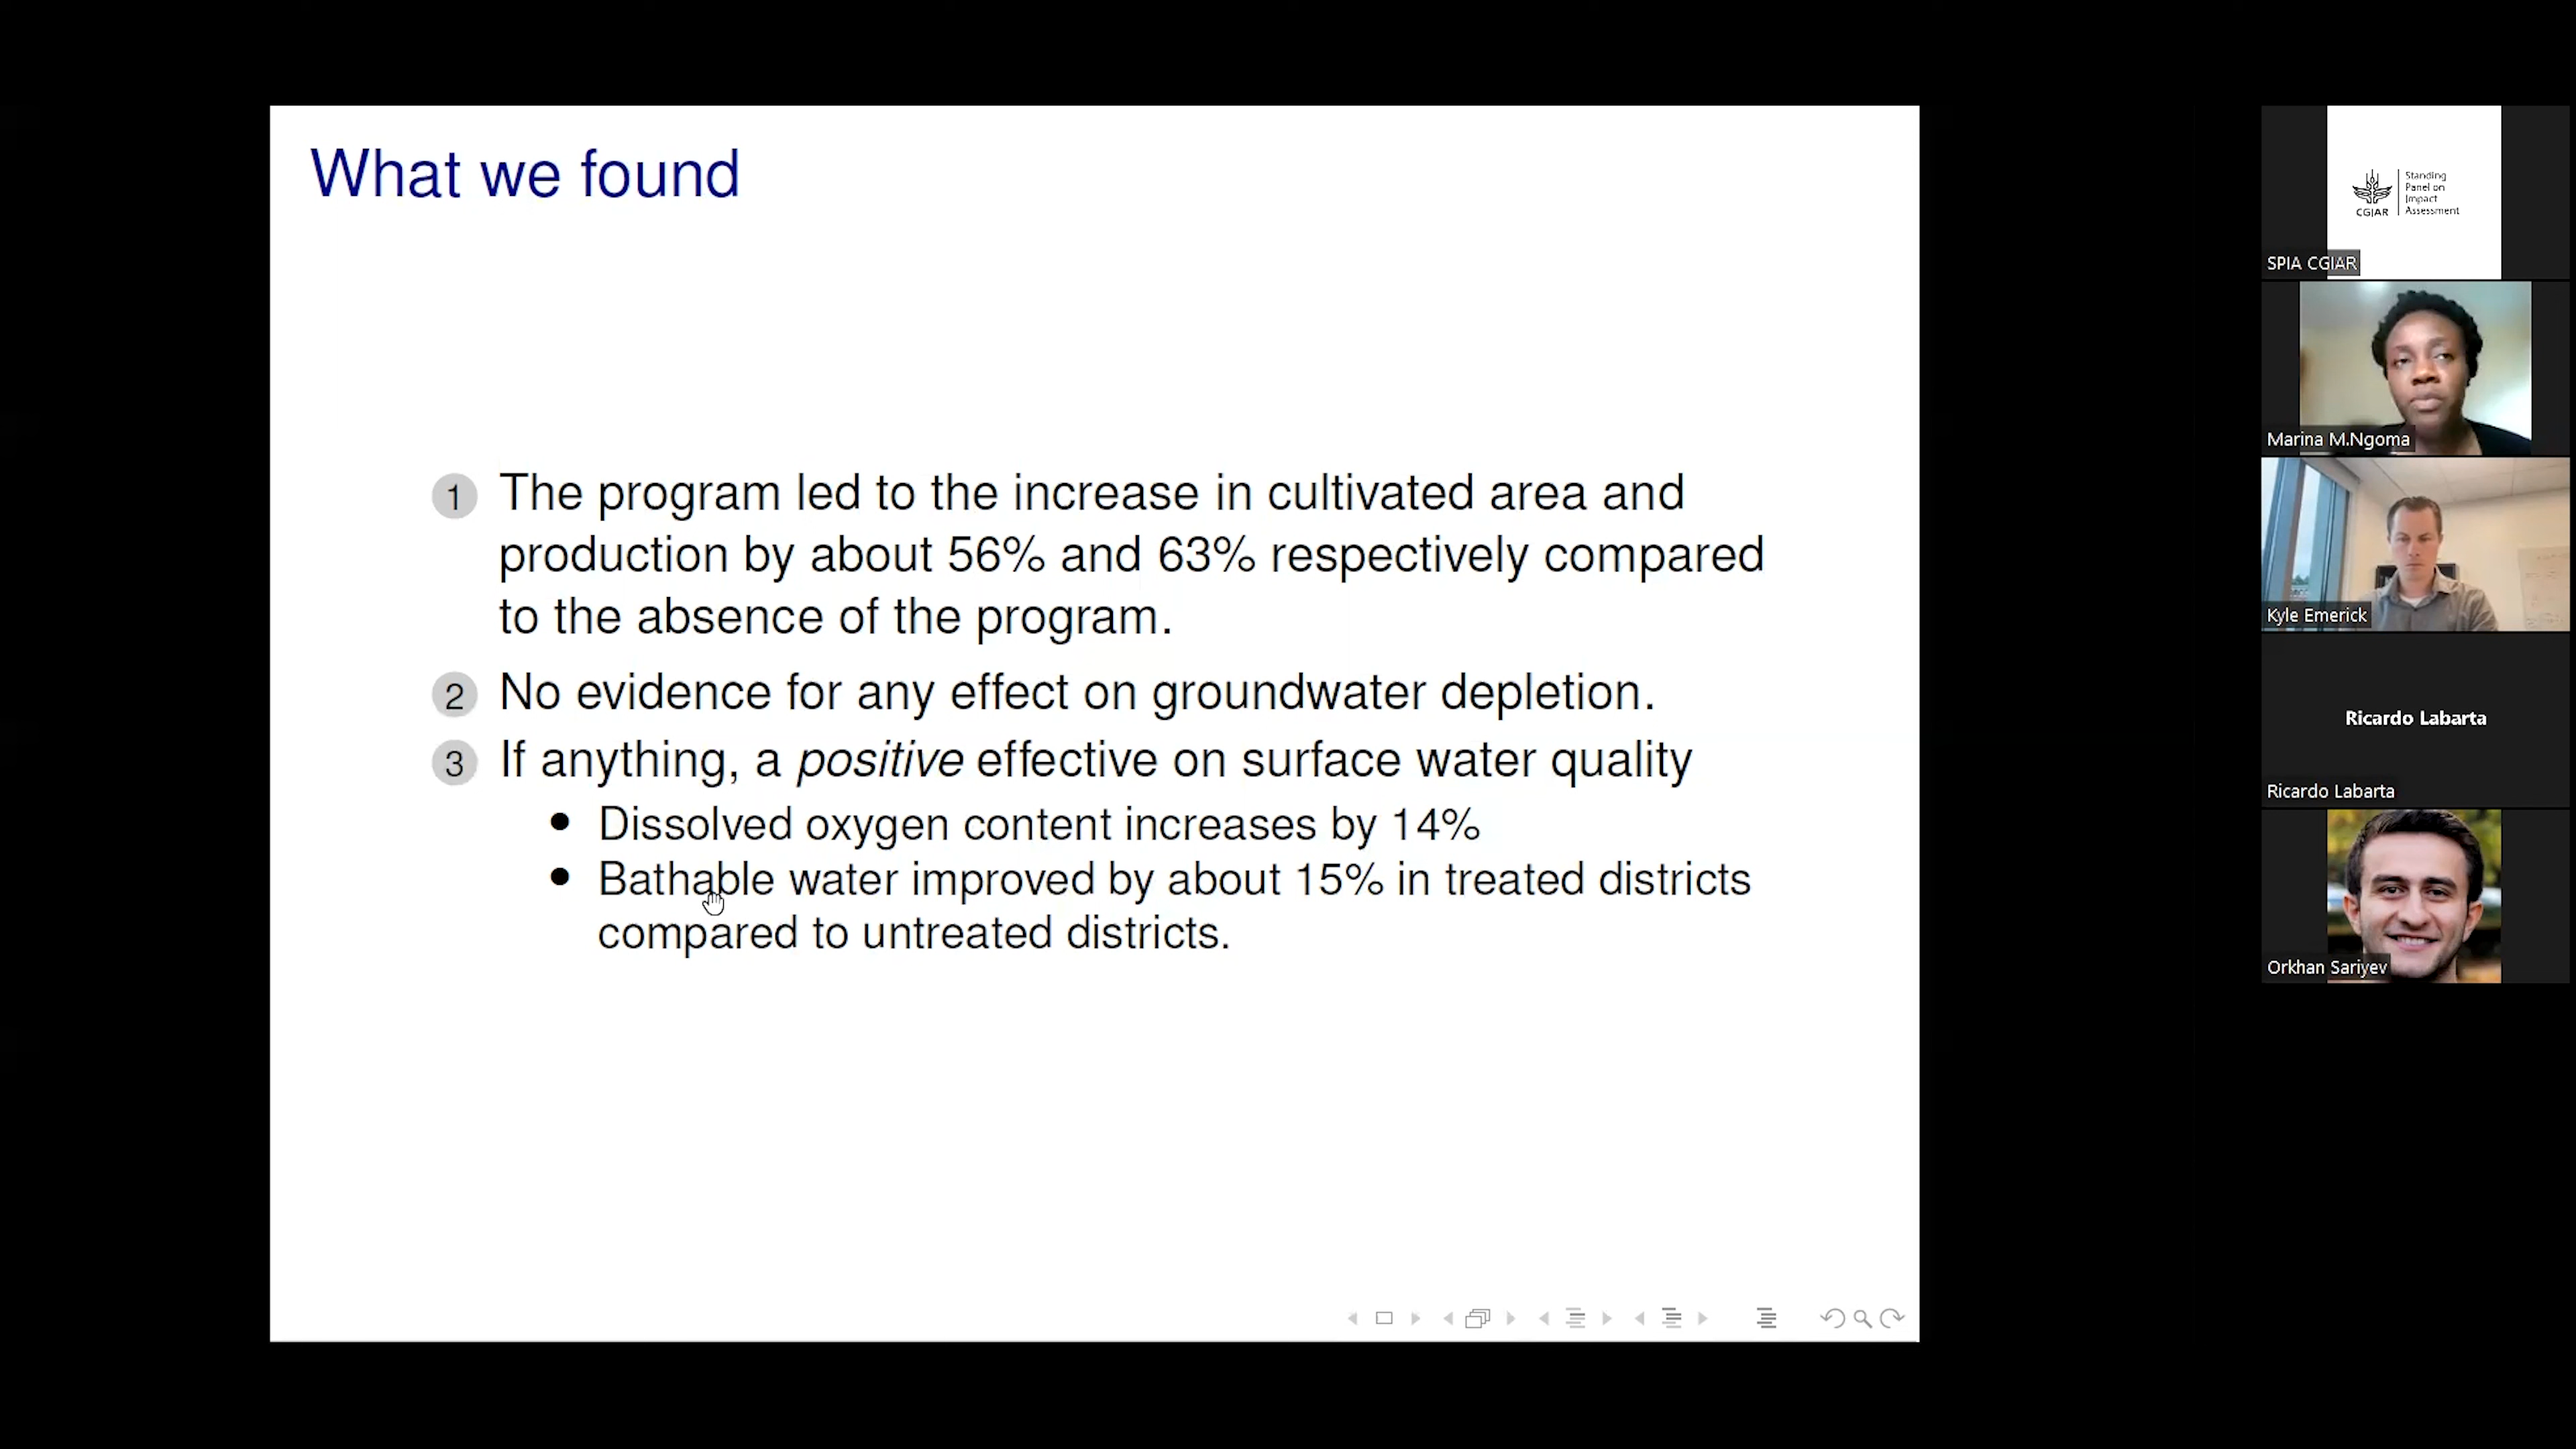 What we found
1 The program led to the increase in cultivated area and
production by about 56% and 63% respectively compared
to the absence of the program.
2 No evidence for any effect on groundwater depletion.
3 If anything, a positive effective on surface water quality
• Dissolved oxygen content increases by 14%
• Bathable water improved by about 15% in treated districts
compared to untreated districts.
CGIAR
Standing
Panel on
Impact
Assessment
SPIA CGIAR
Marina M.Ngoma
Kyle Emerick
Ricardo Labarta
Ricardo Labarta
Orkhan Sariyev